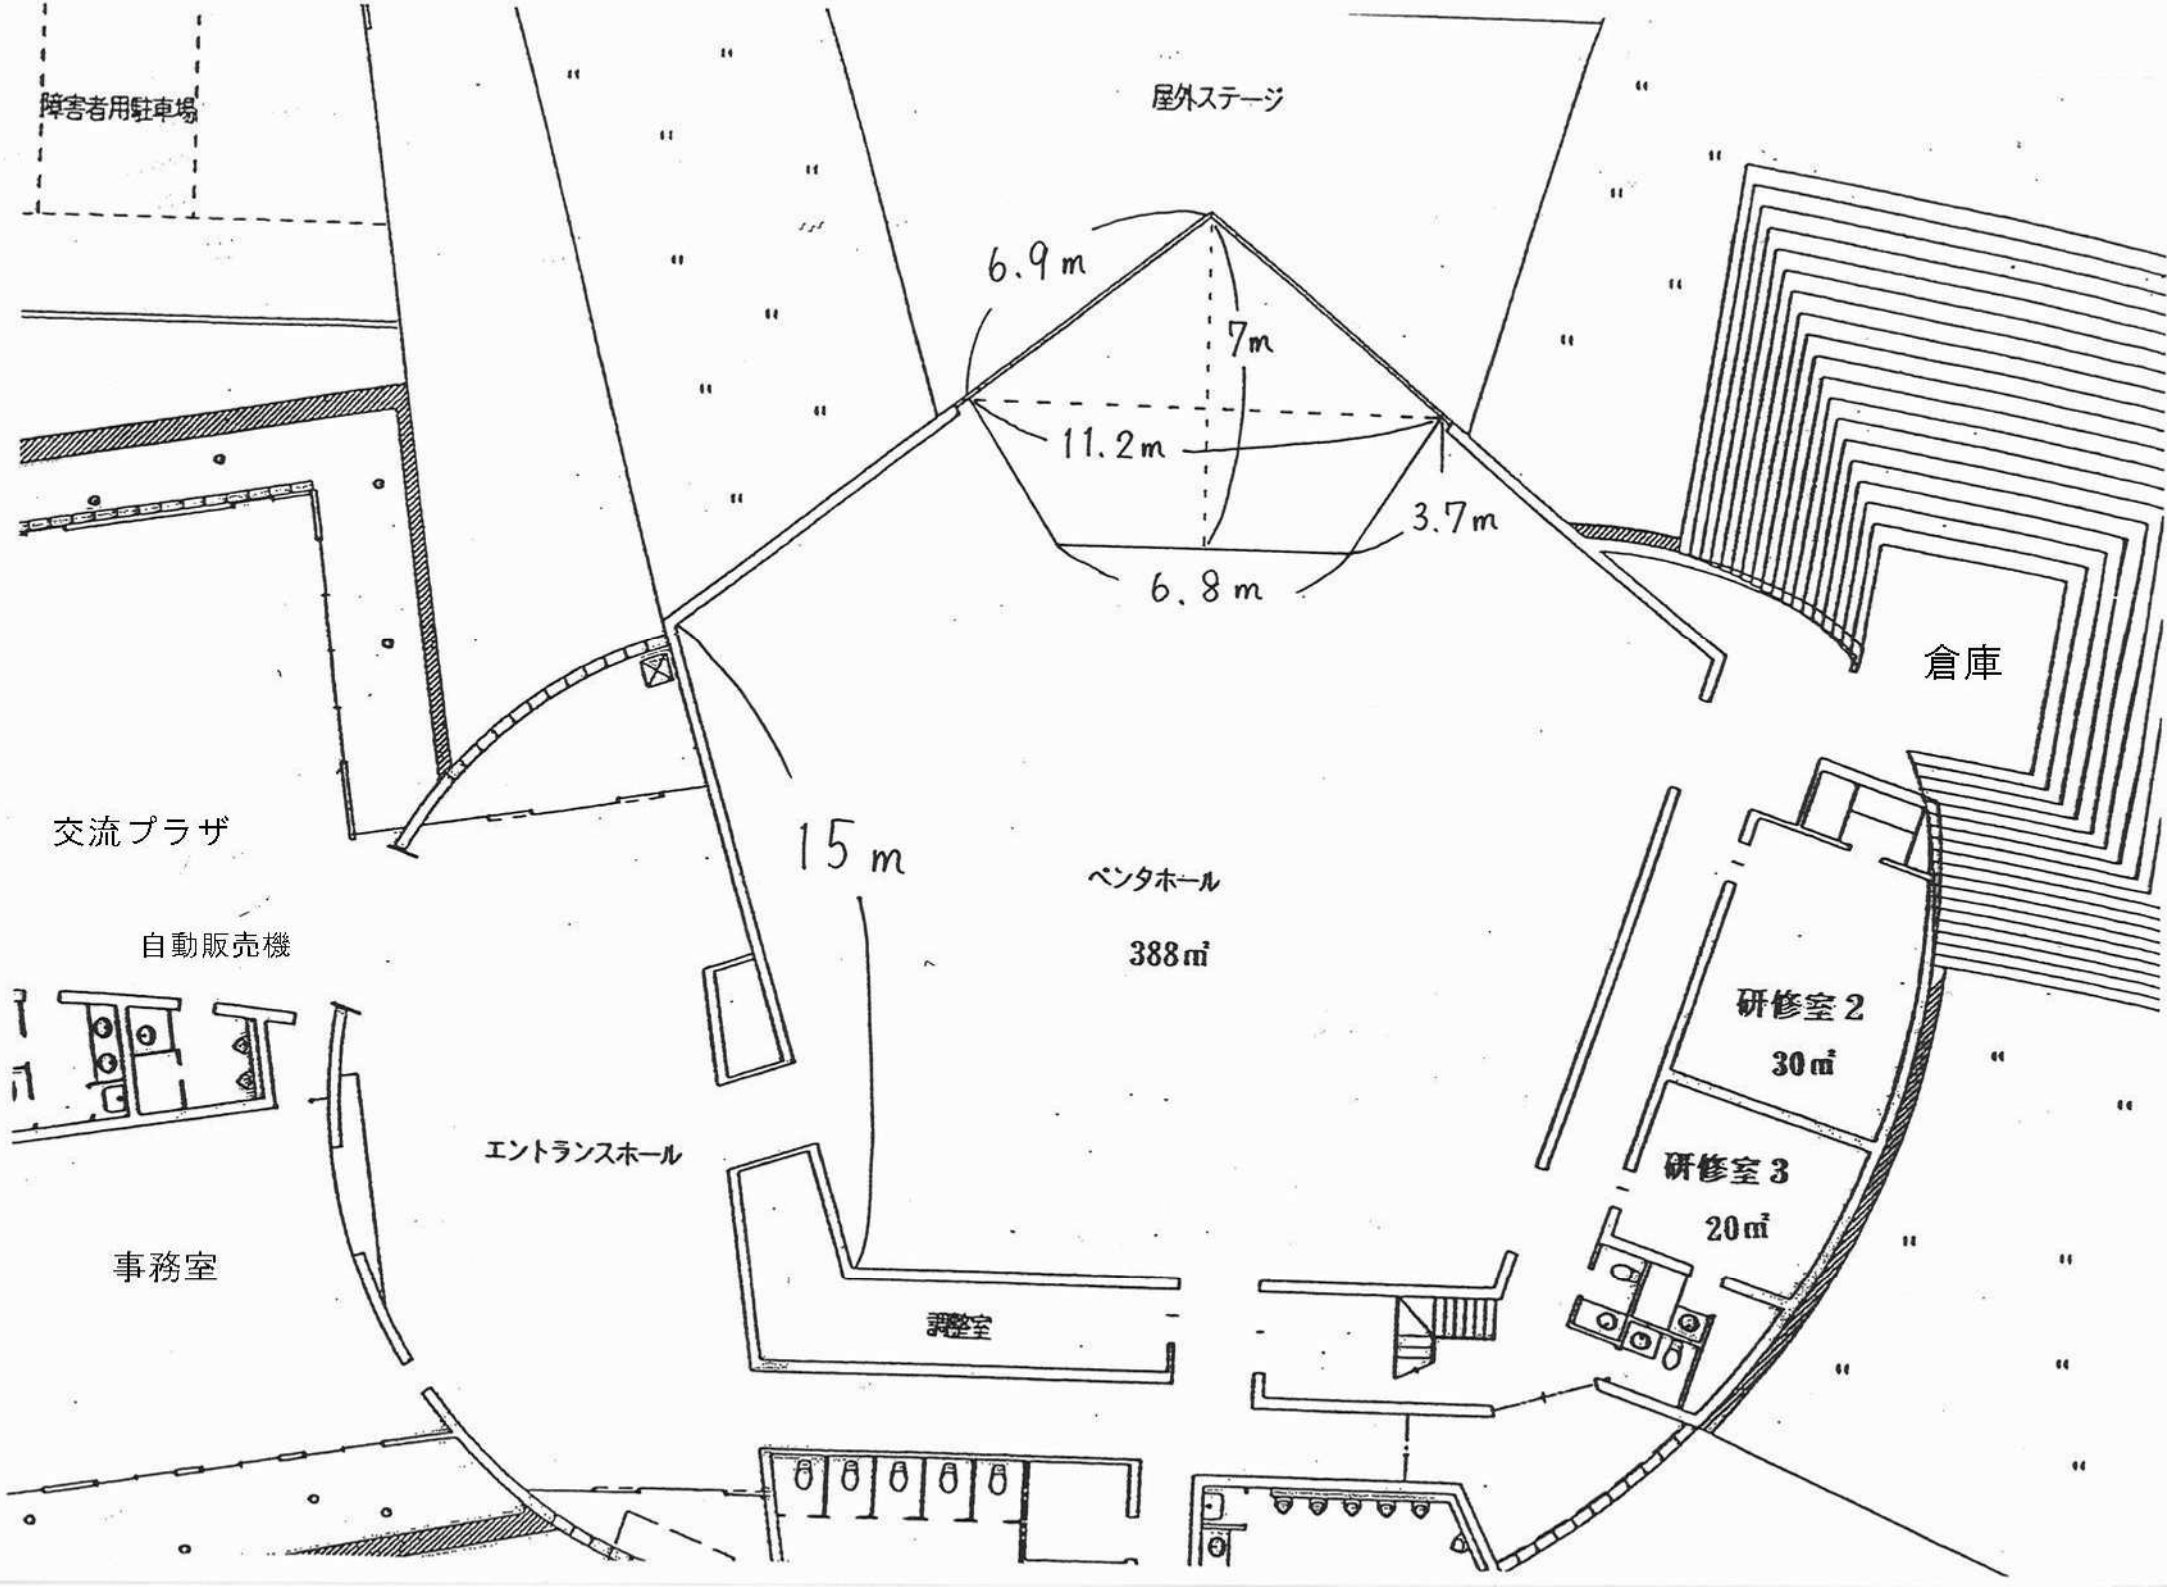 障害者用駐車場
屋外ステージ
6.9m
7m
11.2m
3.7m
6.8m
倉庫
15m
交流プラザ
ペンタホール
388㎡
自動販売機
研修室2
30㎡
エントランスホール
研修室3
20㎡
事務室
調整室